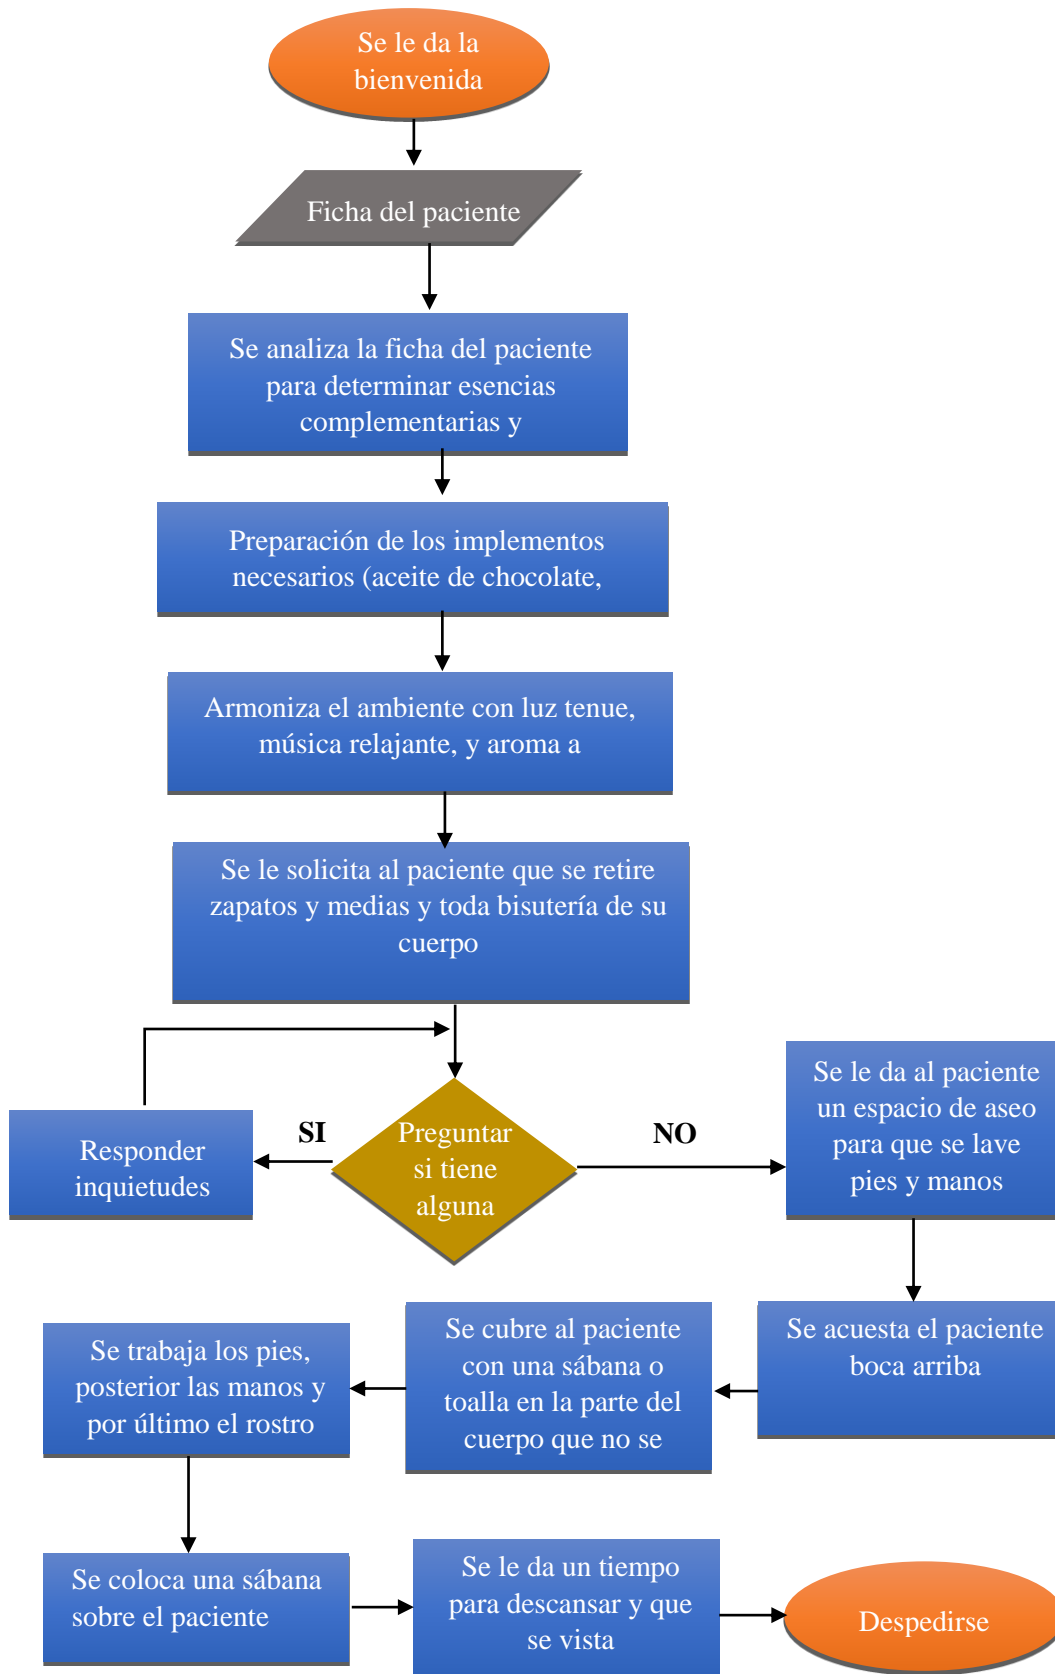 Se le da la
bienvenida
Ficha del paciente
Se analiza la ficha del paciente
para determinar esencias
complementarias y
Preparación de los implementos
necesarios (aceite de chocolate,
Armoniza el ambiente con luz tenue,
música relajante, y aroma a
Se le solicita al paciente que se retire
zapatos y medias y toda bisutería de su
cuerpo
Responder
inquietudes
SI
Preguntar
si tiene
alguna
NO
Se le da al paciente
un espacio de aseo
para que se lave
pies y manos
Se acuesta el paciente
boca arriba
Se cubre al paciente
con una sábana o
toalla en la parte del
cuerpo que no se
Se trabaja los pies,
posterior las manos y
por último el rostro
Se coloca una sábana
sobre el paciente
Se le da un tiempo
para descansar y que
se vista
Despedirse